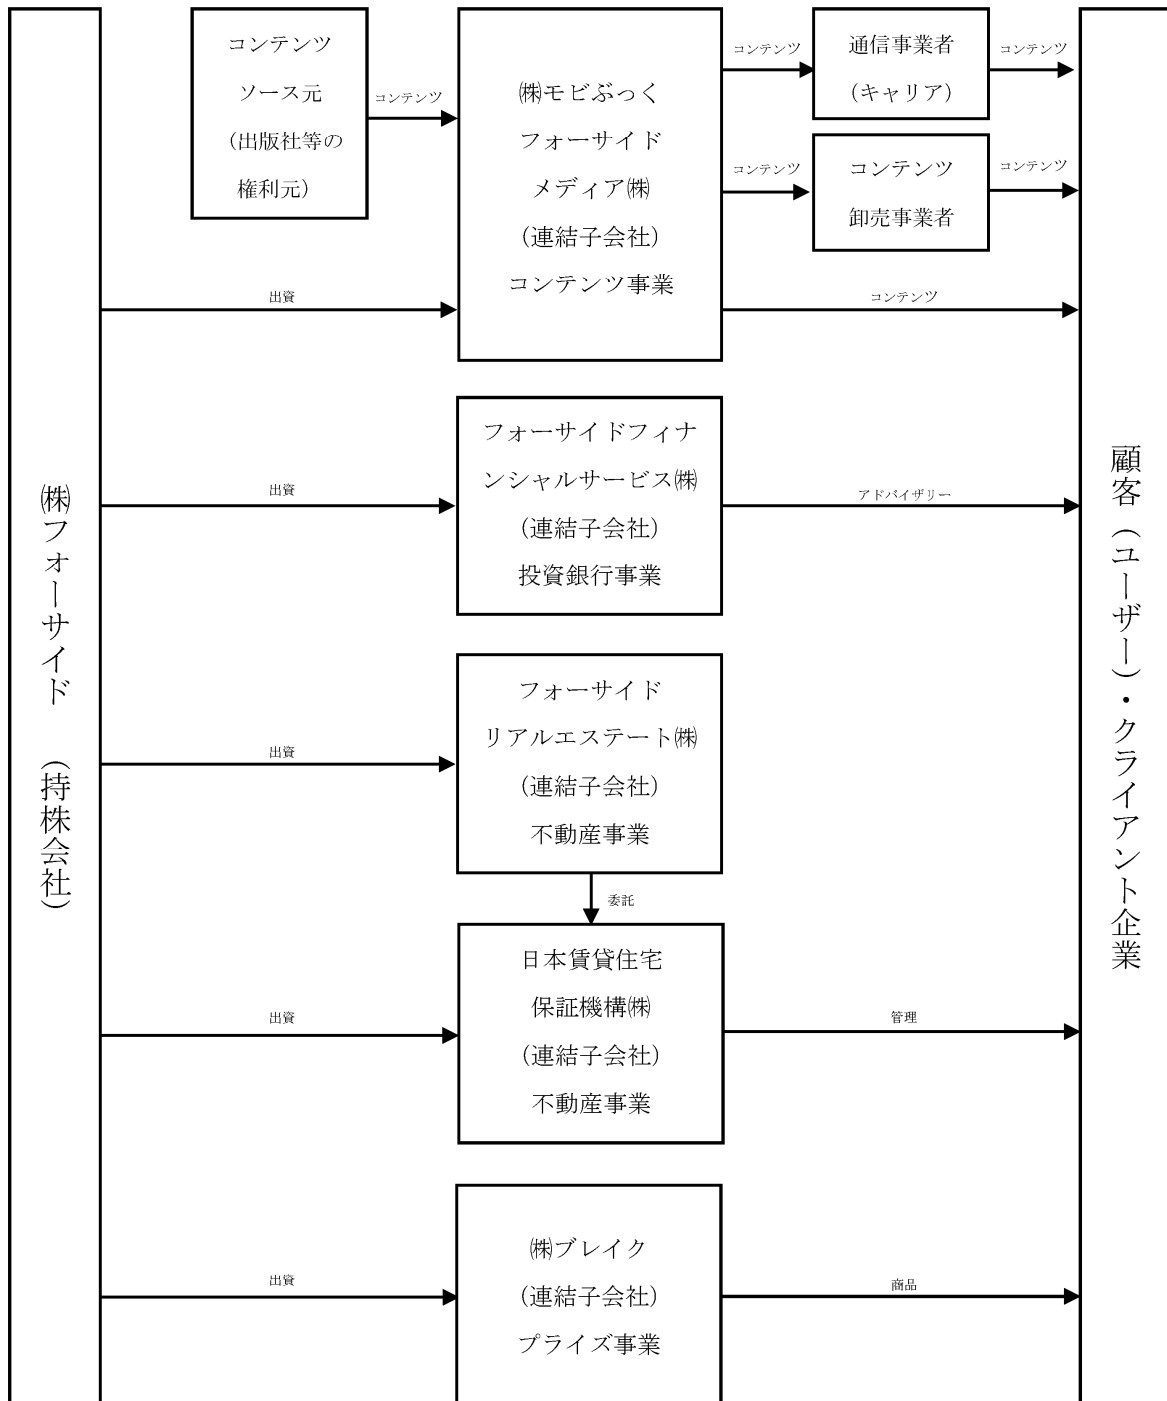 ㈱フォーサイド　（持株会社）
コンテンツ
ソース元
（出版社等の
権利元）
コンテンツ
㈱モビぶっく
フォーサイド
メディア㈱
（連結子会社）
コンテンツ事業
コンテンツ
通信事業者
（キャリア）
コンテンツ
コンテンツ
コンテンツ
卸売事業者
コンテンツ
出資
コンテンツ
フォーサイドフィナ
ンシャルサービス㈱
（連結子会社）
投資銀行事業
出資
アドバイザリー
フォーサイド
リアルエステート㈱
（連結子会社）
不動産事業
出資
委託
日本賃貸住宅
保証機構㈱
（連結子会社）
不動産事業
出資
管理
㈱ブレイク
（連結子会社）
プライズ事業
出資
商品
顧客（ユーザー）・クライアント企業